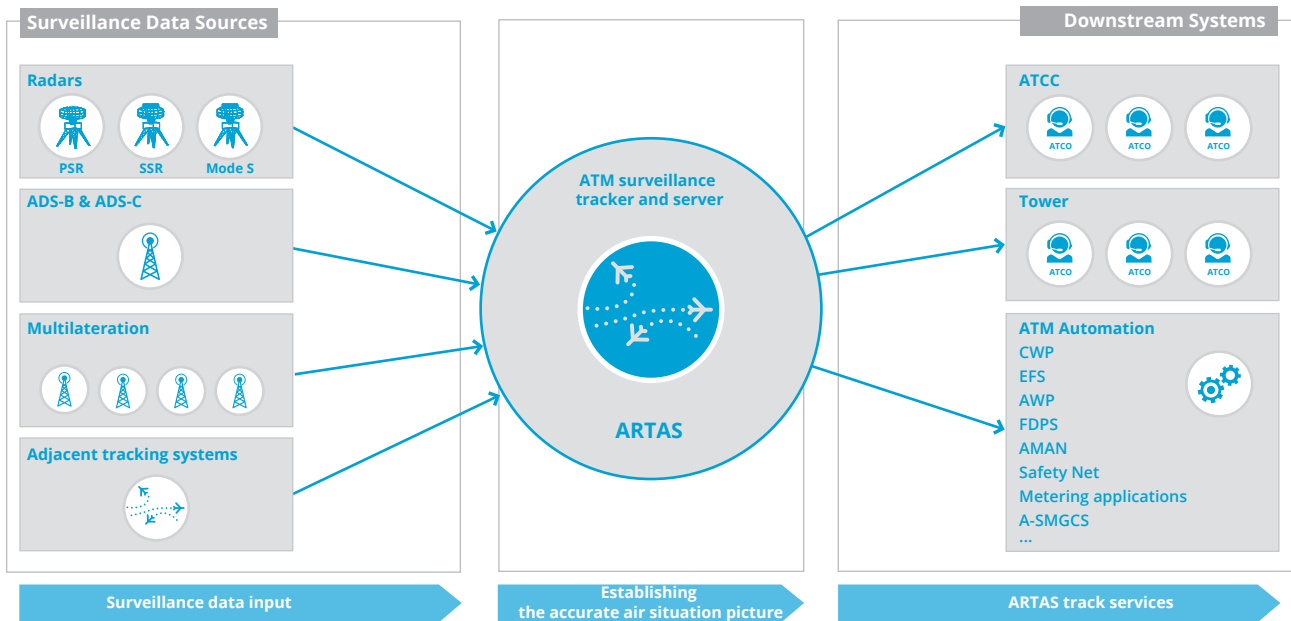 Surveillance Data Sources
Radars
PSR
SSR
Mode S
ADS-B & ADS-C
Multilateration
Adjacent tracking systems
Surveillance data input
ATM surveillance
tracker and server
ARTAS
Establishing
the accurate air situation picture
Downstream Systems
ATCC
ATCO
ATCO
ATCO
Tower
ATCO
ATCO
ATCO
ATM Automation
CWP
EFS
AWP
FDPS
AMAN
Safety Net
Metering applications
A-SMGCS
...
ARTAS track services